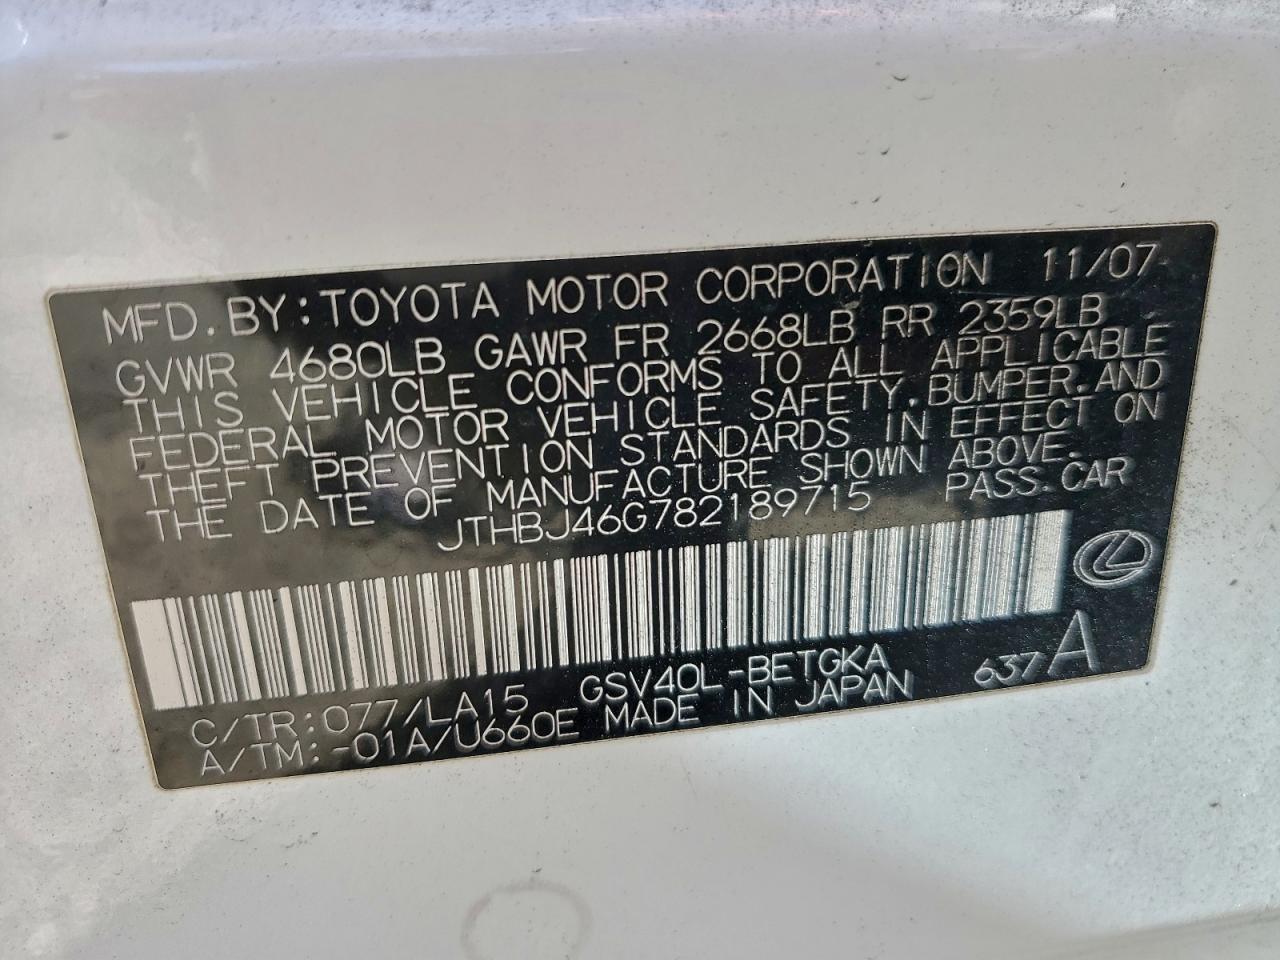 MFD. BY: TOYOTA MOTOR CORPORATION 11/07
GVWR 4680LB GAWR FR 2668LB RR 2359LB
THIS VEHICLE CONFORMS TO ALL APPLICABLE
FEDERAL MOTOR VEHICLE SAFETY, BUMPER, AND
THEFT PREVENTION STANDARDS IN EFFECT ON
THE DATE OF MANUFACTURE SHOWN ABOVE.
JTHBJ46G782189715 PASS. CAR
C/TR: 077/LA15 GSV40L-BETGKA 637 A
A/TM: -01A/U660E MADE IN JAPAN